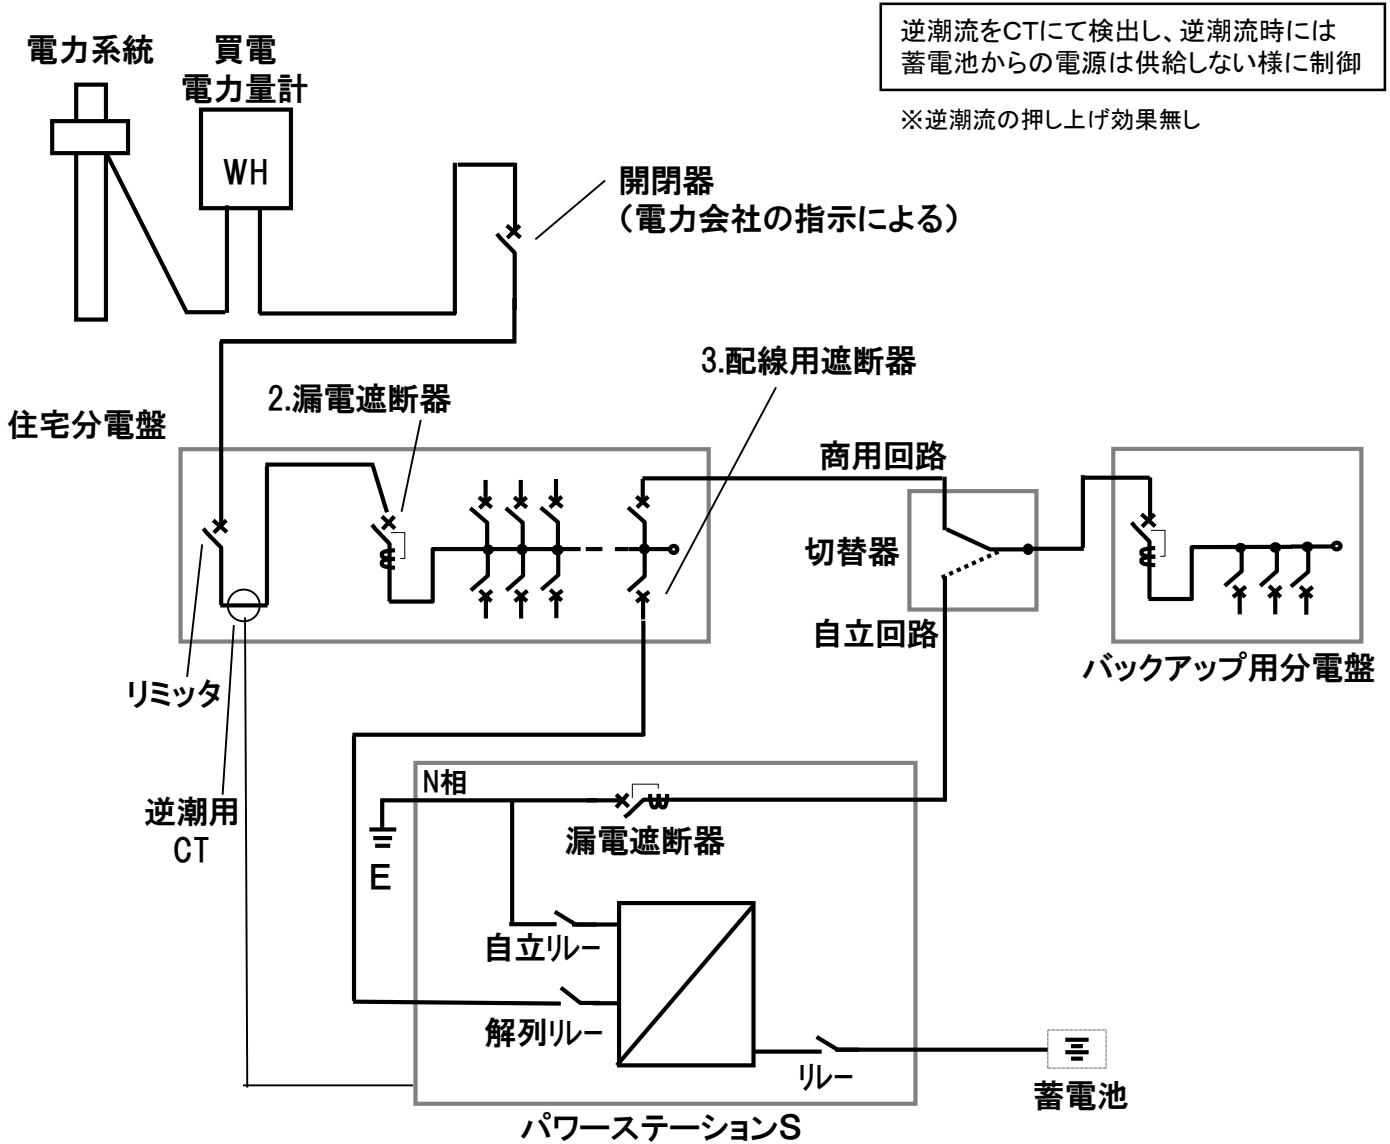 逆潮流をCTにて検出し、逆潮流時には
蓄電池からの電源は供給しない様に制御
※逆潮流の押し上げ効果無し
電力系統
買電
電力量計
WH
開閉器
(電力会社の指示による)
3.配線用遮断器
2.漏電遮断器
住宅分電盤
商用回路
切替器
自立回路
バックアップ用分電盤
リミッタ
逆潮用
CT
N相
E
漏電遮断器
自立リレー
解列リレー
リレー
蓄電池
パワーステーションS